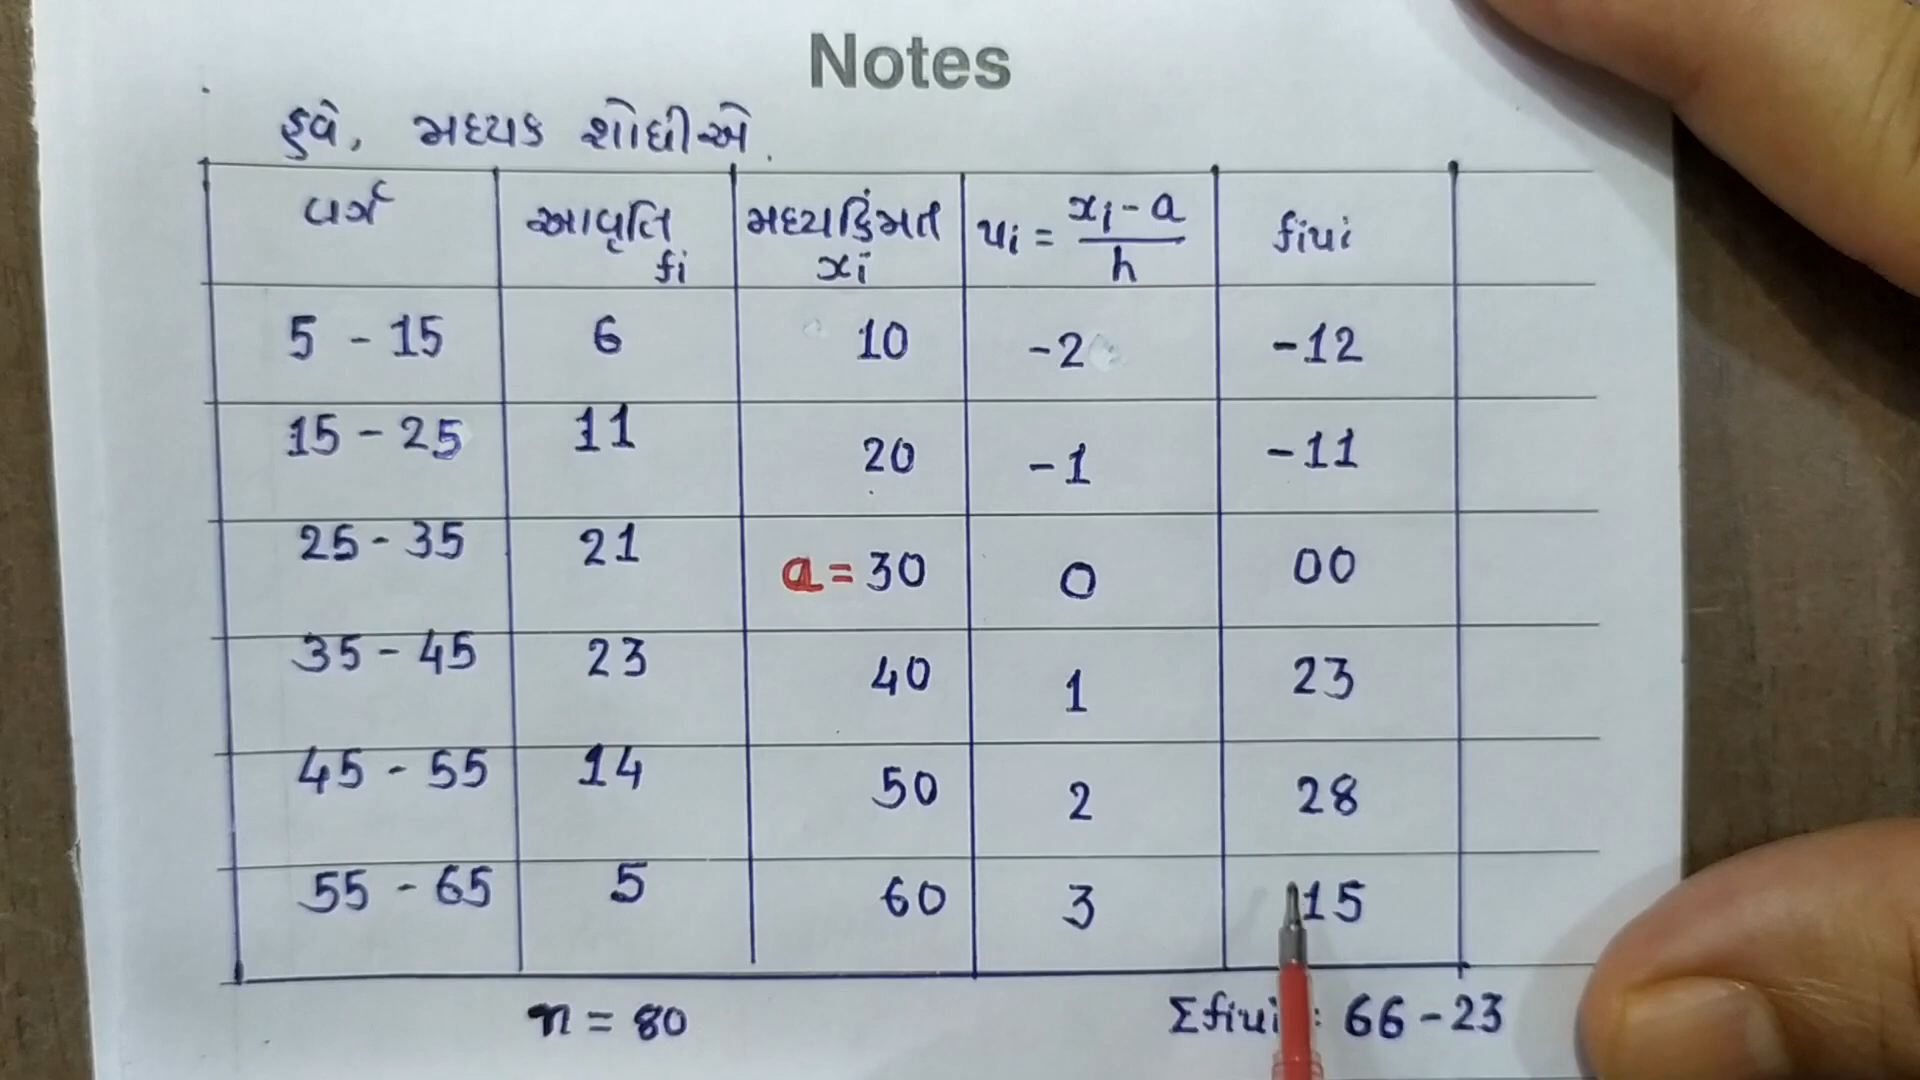 Notes
હવે, મધ્યક શોધીએ.
વર્ગ | આવૃતિ fi | મધ્યકિંમત xi | ui = (xi - a) / h | fiui
5 - 15 | 6 | 10 | -2 | -12
15 - 25 | 11 | 20 | -1 | -11
25 - 35 | 21 | a = 30 | 0 | 00
35 - 45 | 23 | 40 | 1 | 23
45 - 55 | 14 | 50 | 2 | 28
55 - 65 | 5 | 60 | 3 | 15
n = 80 Σfiui : 66 - 23